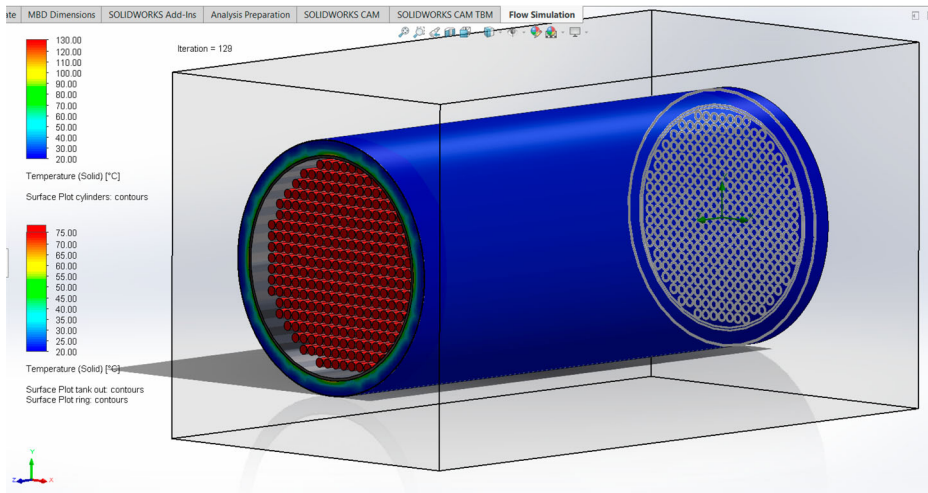 ate MBD Dimensions SOLIDWORKS Add-Ins Analysis Preparation SOLIDWORKS CAM SOLIDWORKS CAM TBM Flow Simulation
Iteration = 129
130.00
120.00
110.00
100.00
90.00
80.00
70.00
60.00
50.00
40.00
30.00
20.00
Temperature (Solid) [°C]
Surface Plot cylinders: contours
75.00
70.00
65.00
60.00
55.00
50.00
45.00
40.00
35.00
30.00
25.00
20.00
Temperature (Solid) [°C]
Surface Plot tank out: contours
Surface Plot ring: contours
Y
Z
X